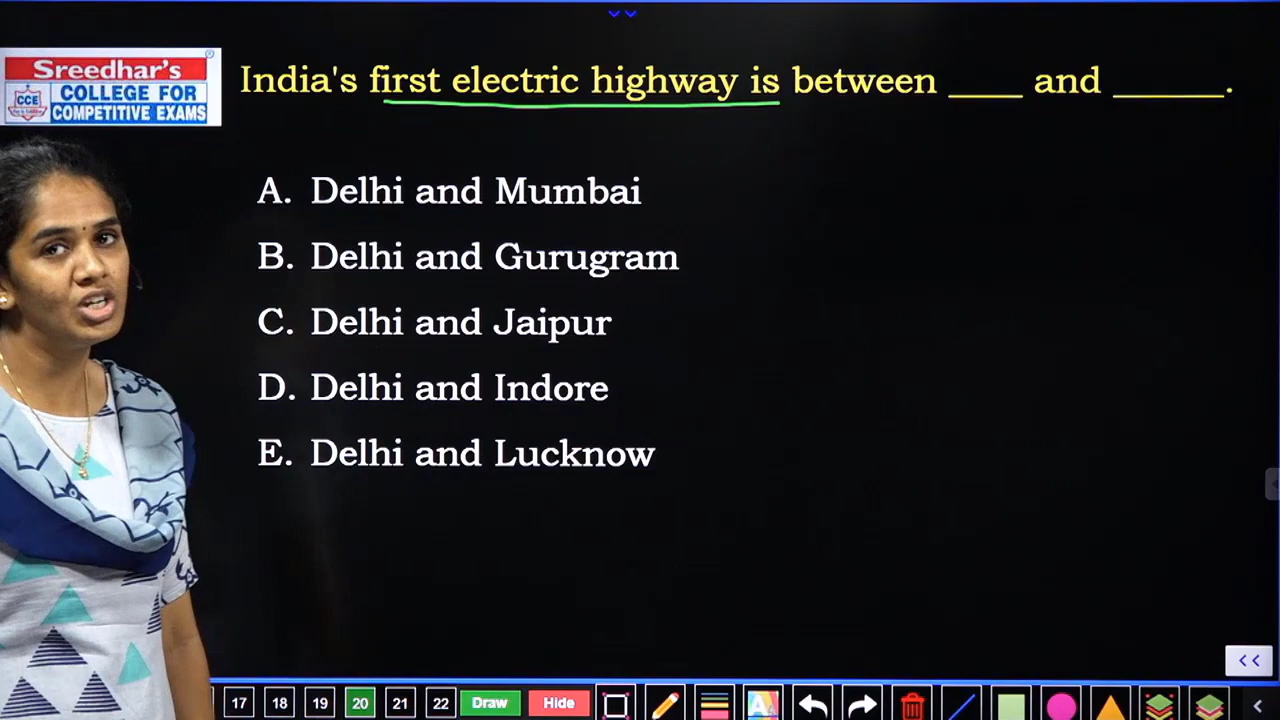 Sreedhar's
CCE
COLLEGE FOR
COMPETITIVE EXAMS
India's first electric highway is between ____ and ______.
A. Delhi and Mumbai
B. Delhi and Gurugram
C. Delhi and Jaipur
D. Delhi and Indore
E. Delhi and Lucknow
17 18 19 20 21 22 Draw Hide